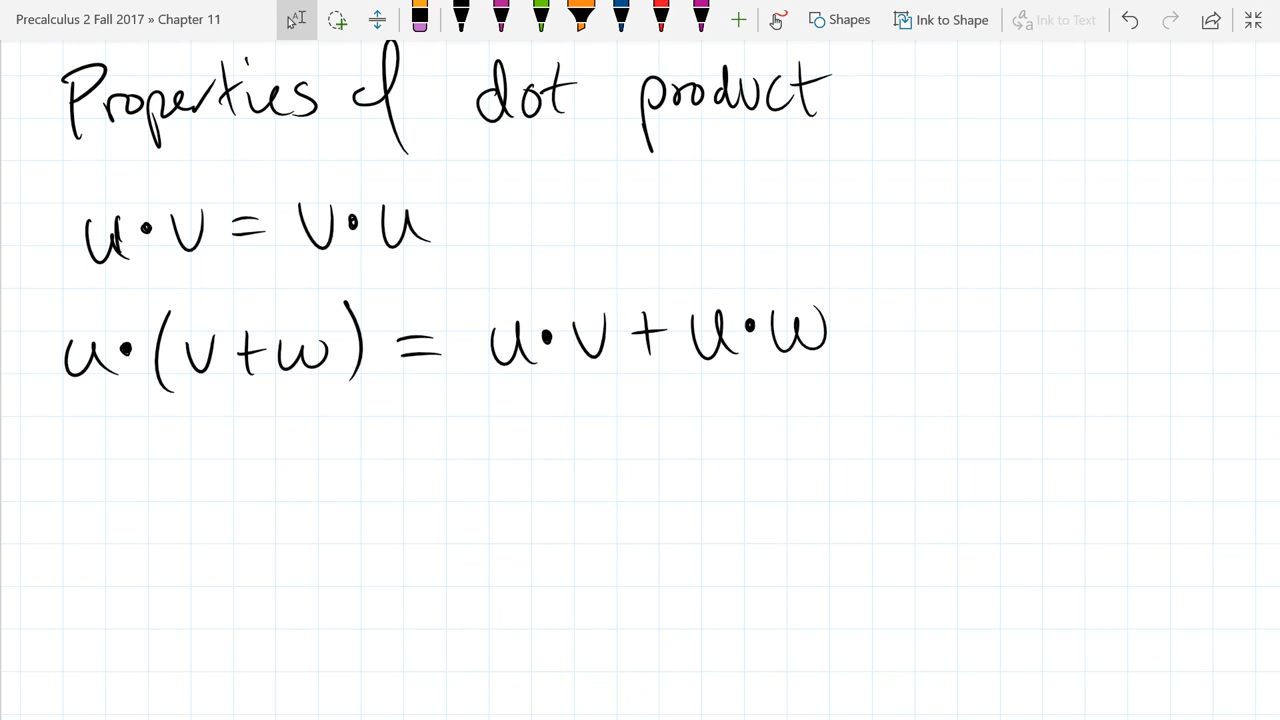 Precalculus 2 Fall 2017 » Chapter 11 Shapes Ink to Shape Ink to Text
Properties of dot product
u·v = v·u
u·(v+w) = u·v + u·w